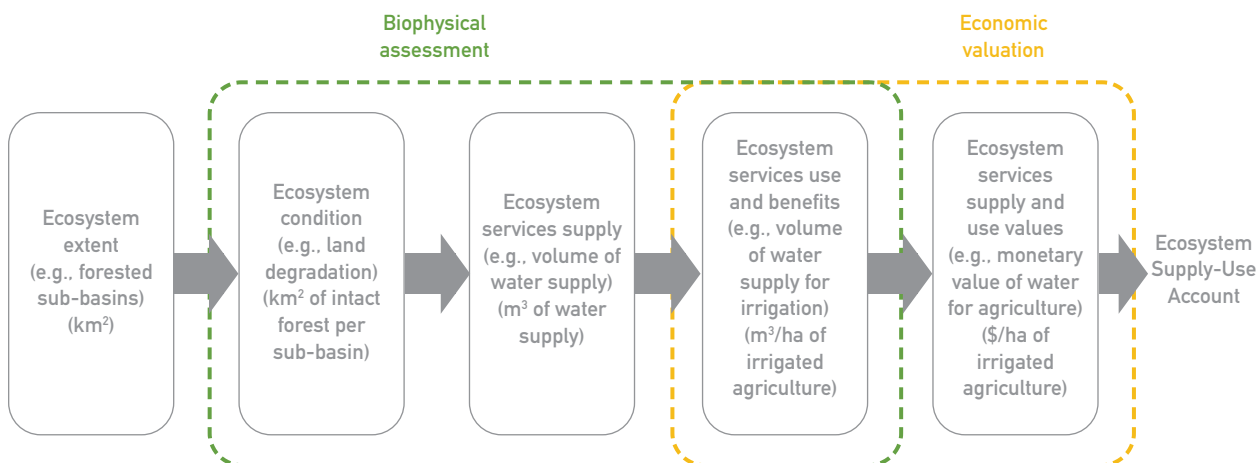 Biophysical
assessment
Economic
valuation
Ecosystem
extent
(e.g., forested
sub-basins)
(km²)
Ecosystem
condition
(e.g., land
degradation)
(km² of intact
forest per
sub-basin)
Ecosystem
services supply
(e.g., volume of
water supply)
(m³ of water
supply)
Ecosystem
services use
and benefits
(e.g., volume
of water
supply for
irrigation)
(m³/ha of
irrigated
agriculture)
Ecosystem
services
supply and
use values
(e.g., monetary
value of water
for agriculture)
($/ha of
irrigated
agriculture)
Ecosystem
Supply-Use
Account